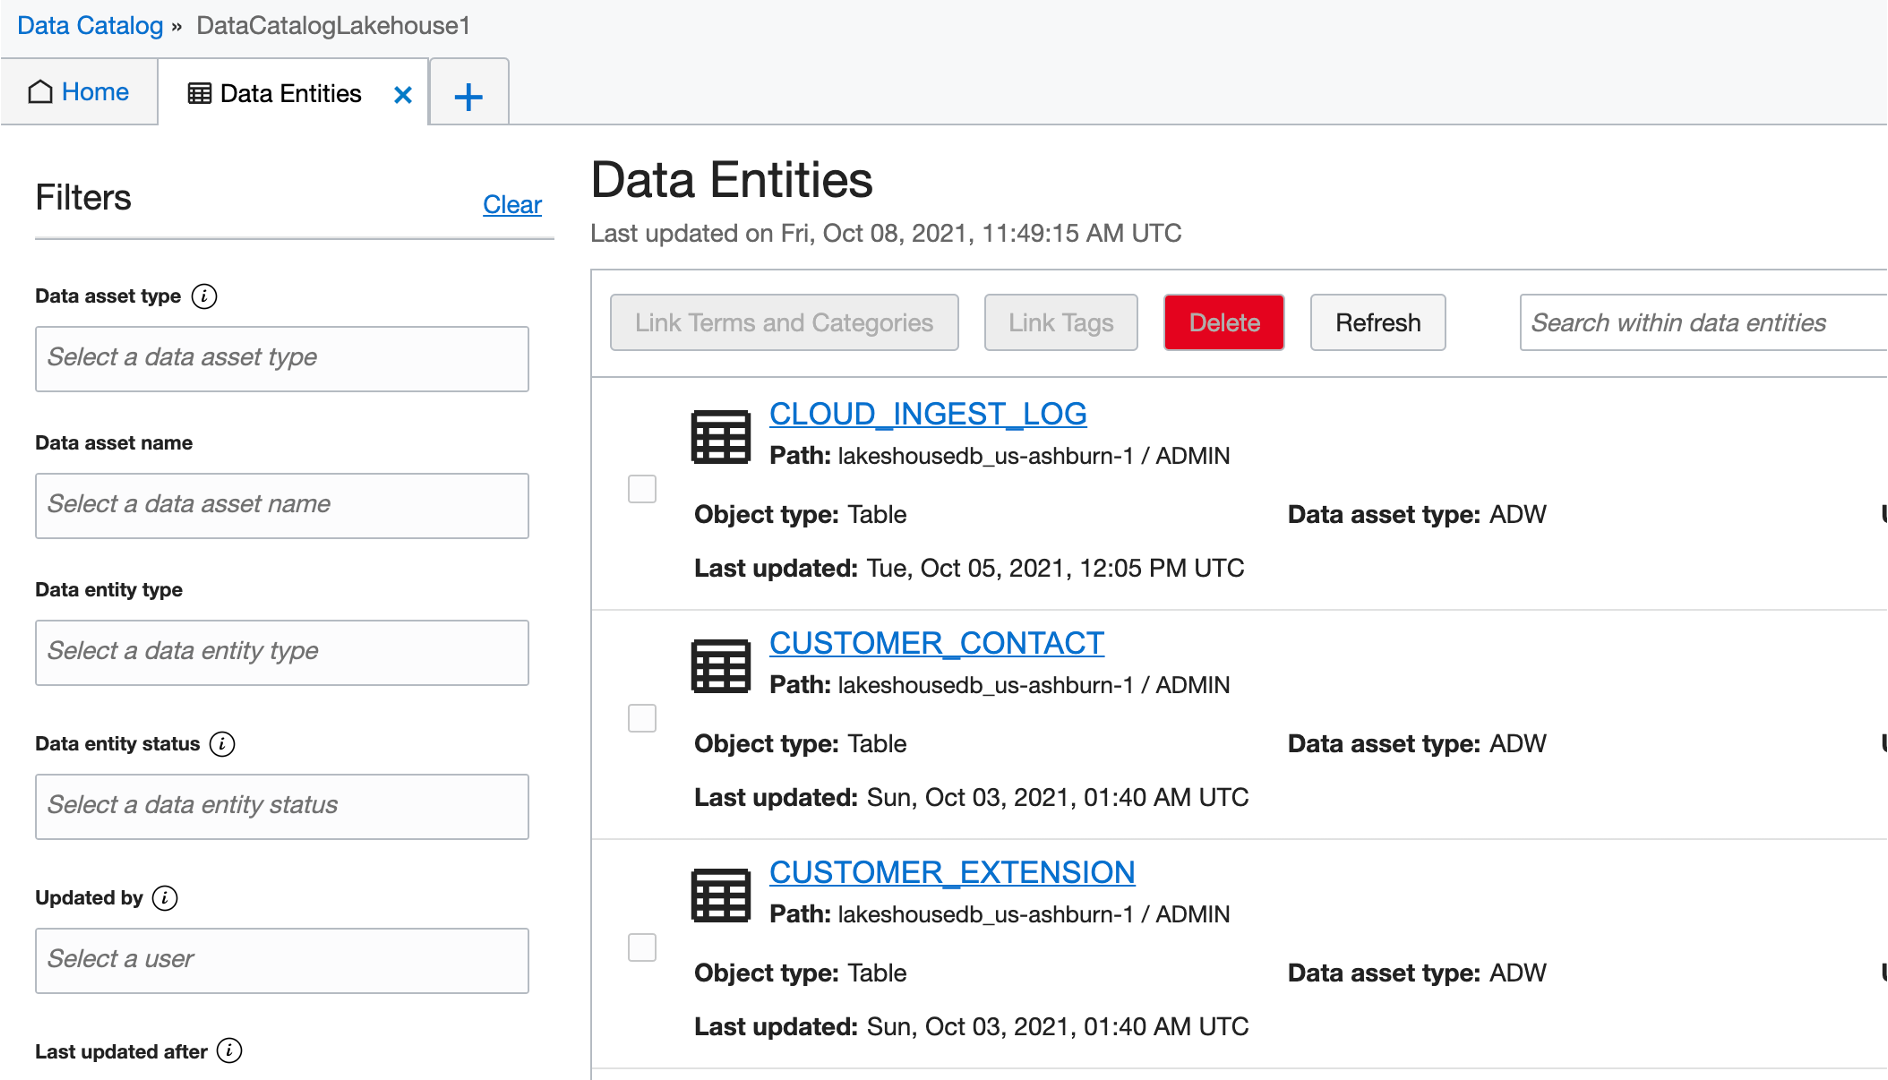 Data Catalog » DataCatalogLakehouse1
Home
Data Entities
Filters
Clear
Data asset type
Select a data asset type
Data asset name
Select a data asset name
Data entity type
Select a data entity type
Data entity status
Select a data entity status
Updated by
Select a user
Last updated after
Data Entities
Last updated on Fri, Oct 08, 2021, 11:49:15 AM UTC
Link Terms and Categories
Link Tags
Delete
Refresh
Search within data entities
CLOUD_INGEST_LOG
Path: lakeshousedb_us-ashburn-1 / ADMIN
Object type: Table
Data asset type: ADW
Last updated: Tue, Oct 05, 2021, 12:05 PM UTC
CUSTOMER_CONTACT
Path: lakeshousedb_us-ashburn-1 / ADMIN
Object type: Table
Data asset type: ADW
Last updated: Sun, Oct 03, 2021, 01:40 AM UTC
CUSTOMER_EXTENSION
Path: lakeshousedb_us-ashburn-1 / ADMIN
Object type: Table
Data asset type: ADW
Last updated: Sun, Oct 03, 2021, 01:40 AM UTC